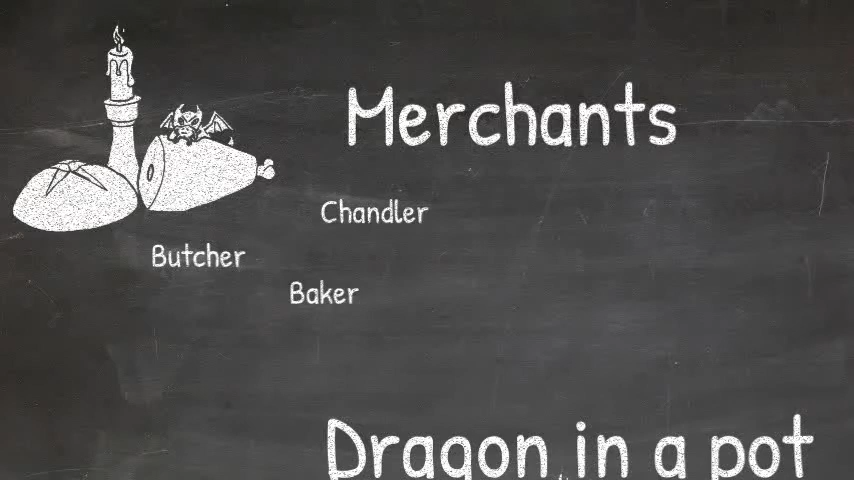 Merchants
Chandler
Butcher
Baker
Dragon in a pot